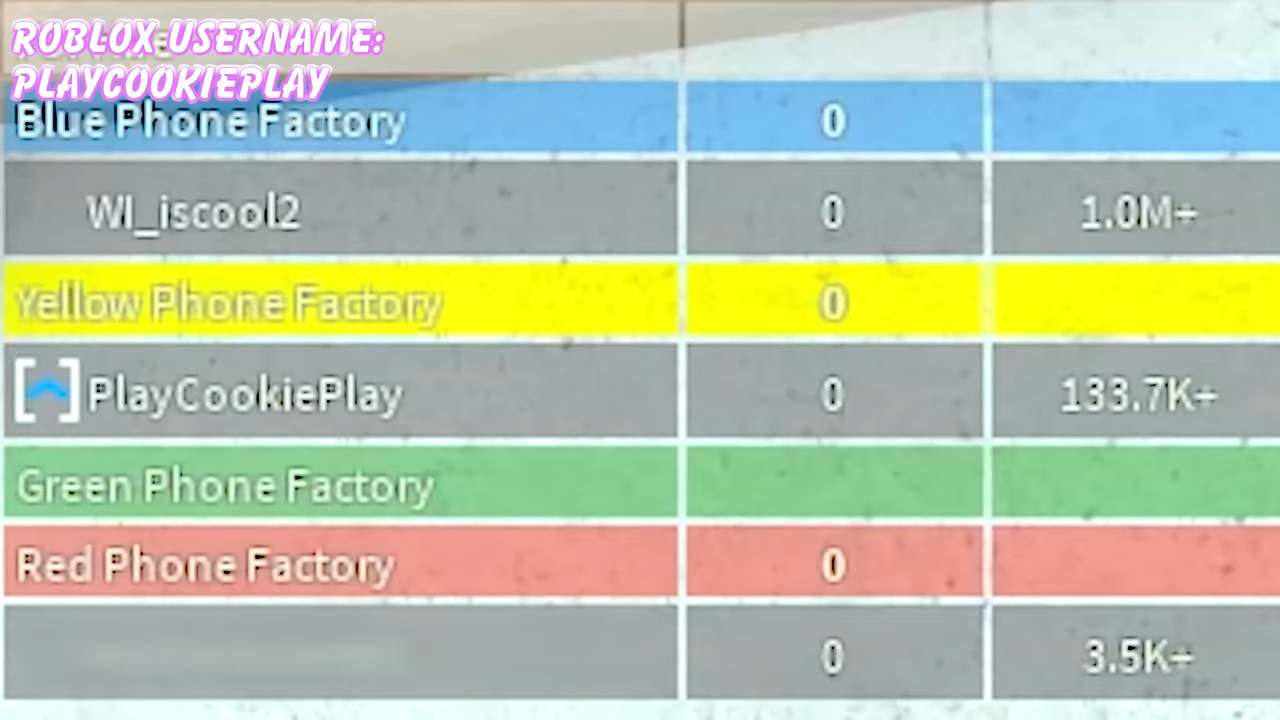 ROBLOX USERNAME:
PLAYCOOKIEPLAY
Blue Phone Factory 0
WI_iscool2 0 1.0M+
Yellow Phone Factory 0
PlayCookiePlay 0 133.7K+
Green Phone Factory
Red Phone Factory 0
0 3.5K+